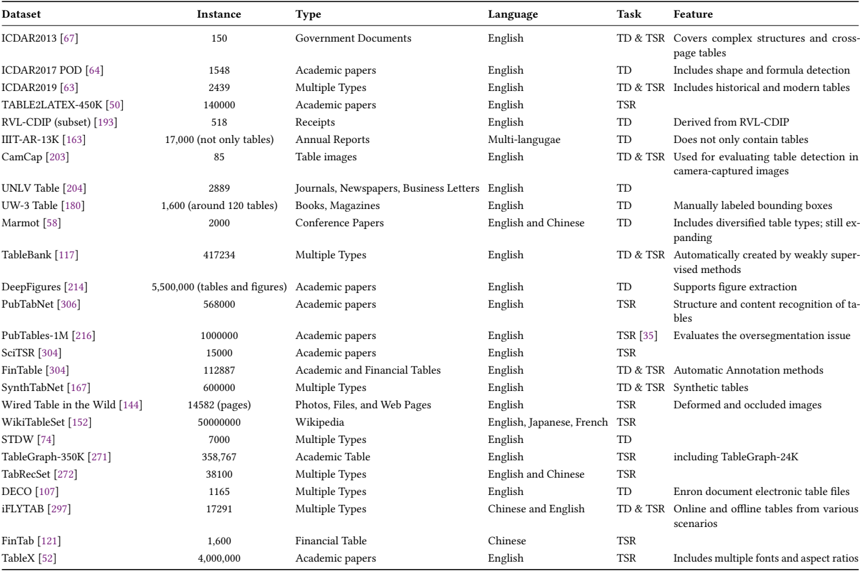 Dataset Instance Type Language Task Feature
ICDAR2013 [67] 150 Government Documents English TD & TSR Covers complex structures and cross-
page tables
ICDAR2017 POD [64] 1548 Academic papers English TD Includes shape and formula detection
ICDAR2019 [63] 2439 Multiple Types English TD & TSR Includes historical and modern tables
TABLE2LATEX-450K [50] 140000 Academic papers English TSR
RVL-CDIP (subset) [193] 518 Receipts English TD Derived from RVL-CDIP
IIIT-AR-13K [163] 17,000 (not only tables) Annual Reports Multi-langugae TD Does not only contain tables
CamCap [203] 85 Table images English TD & TSR Used for evaluating table detection in
camera-captured images
UNLV Table [204] 2889 Journals, Newspapers, Business Letters English TD
UW-3 Table [180] 1,600 (around 120 tables) Books, Magazines English TD Manually labeled bounding boxes
Marmot [58] 2000 Conference Papers English and Chinese TD Includes diversified table types; still ex-
panding
TableBank [117] 417234 Multiple Types English TD & TSR Automatically created by weakly super-
vised methods
DeepFigures [214] 5,500,000 (tables and figures) Academic papers English TD Supports figure extraction
PubTabNet [306] 568000 Academic papers English TSR Structure and content recognition of ta-
bles
PubTables-1M [216] 1000000 Academic papers English TSR [35] Evaluates the oversegmentation issue
SciTSR [304] 15000 Academic papers English TSR
FinTable [304] 112887 Academic and Financial Tables English TD & TSR Automatic Annotation methods
SynthTabNet [167] 600000 Multiple Types English TD & TSR Synthetic tables
Wired Table in the Wild [144] 14582 (pages) Photos, Files, and Web Pages English TSR Deformed and occluded images
WikiTableSet [152] 50000000 Wikipedia English, Japanese, French TSR
STDW [74] 7000 Multiple Types English TD
TableGraph-350K [271] 358,767 Academic Table English TSR including TableGraph-24K
TabRecSet [272] 38100 Multiple Types English and Chinese TSR
DECO [107] 1165 Multiple Types English TD Enron document electronic table files
iFLYTAB [297] 17291 Multiple Types Chinese and English TD & TSR Online and offline tables from various
scenarios
FinTab [121] 1,600 Financial Table Chinese TSR
TableX [52] 4,000,000 Academic papers English TSR Includes multiple fonts and aspect ratios